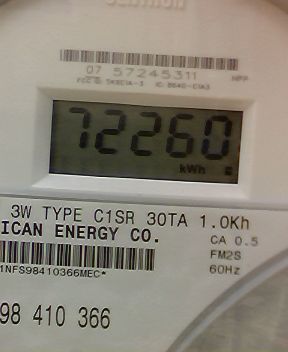 07 57245311
72260
kWh
3W TYPE C1SR 30TA 1.0Kh
ICAN ENERGY CO.
CA 0.5
FM2S
60Hz
1NFS98410366MEC*
98 410 366